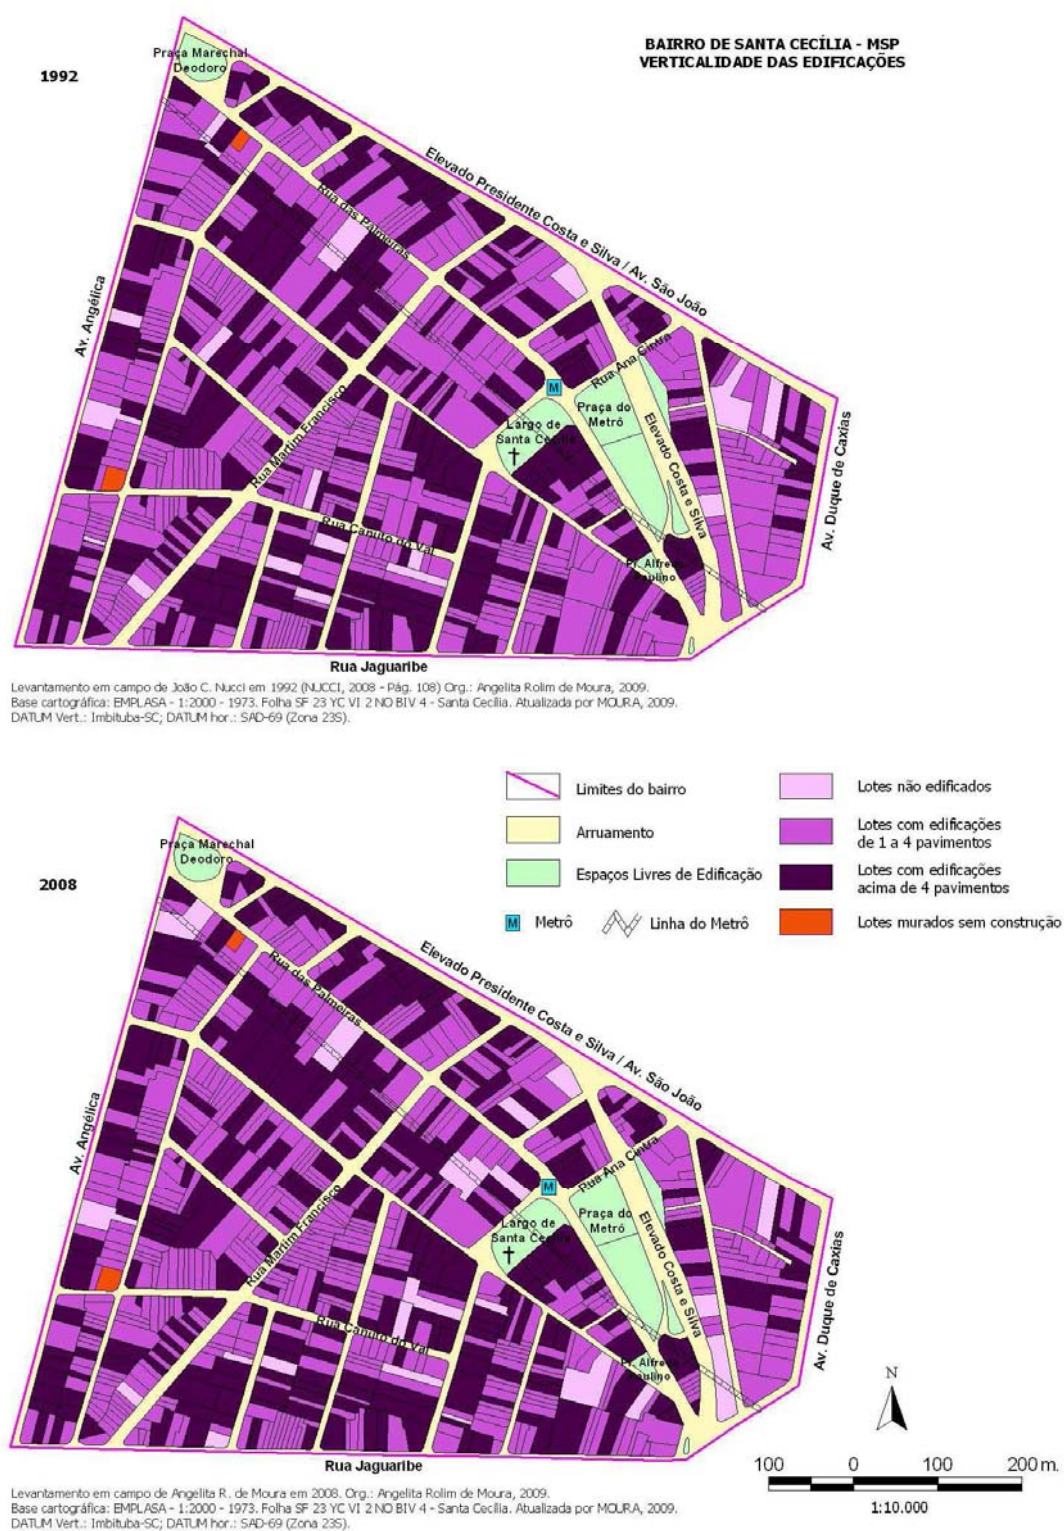 BAIRRO DE SANTA CECÍLIA - MSP
VERTICALIDADE DAS EDIFICAÇÕES
1992
Praça Marechal
Deodoro
Elevado Presidente Costa e Silva / Av. São João
Rua das Palmeiras
Av. Angélica
Rua Martim Francisco
Rua Ana Cintra
M
Praça do
Metrô
Largo de
Santa Cecília
Elevado Costa e Silva
Av. Duque de Caxias
Rua Canuto do Val
Pr. Alfredo
Paulino
Rua Jaguaribe
Levantamento em campo de João C. Nucci em 1992 (NUCCI, 2008 - Pág. 108) Org.: Angelita Rolim de Moura, 2009.
Base cartográfica: EMPLASA - 1:2000 - 1973. Folha SF 23 YC VI 2 NO BIV 4 - Santa Cecília. Atualizada por MOURA, 2009.
DATUM Vert.: Imbituba-SC; DATUM hor.: SAD-69 (Zona 23S).
Limites do bairro
Arruamento
Espaços Livres de Edificação
M Metrô
Linha do Metrô
Lotes não edificados
Lotes com edificações
de 1 a 4 pavimentos
Lotes com edificações
acima de 4 pavimentos
Lotes murados sem construção
2008
Praça Marechal
Deodoro
Elevado Presidente Costa e Silva / Av. São João
Rua das Palmeiras
Av. Angélica
Rua Martim Francisco
Rua Ana Cintra
M
Praça do
Metrô
Largo de
Santa Cecília
Elevado Costa e Silva
Av. Duque de Caxias
Rua Canuto do Val
Pr. Alfredo
Paulino
Rua Jaguaribe
N
100 0 100 200 m.
1:10.000
Levantamento em campo de Angelita R. de Moura em 2008. Org.: Angelita Rolim de Moura, 2009.
Base cartográfica: EMPLASA - 1:2000 - 1973. Folha SF 23 YC VI 2 NO BIV 4 - Santa Cecília. Atualizada por MOURA, 2009.
DATUM Vert.: Imbituba-SC; DATUM hor.: SAD-69 (Zona 23S).